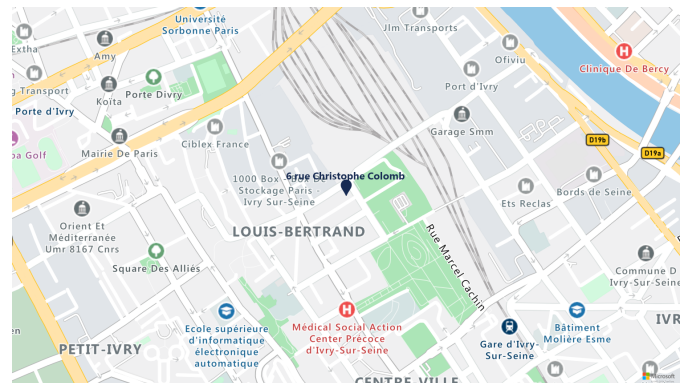 Université
Sorbonne Paris
Extha
Amy
Jlm Transports
Ofiviu
Clinique De Bercy
g Transport
Koïta
Porte Divry
Port d'Ivry
Porte d'Ivry
Garage Smm
D19b
D19a
pa Golf
Mairie De Paris
Ciblex France
6 rue Christophe Colomb
1000 Box -
Stockage Paris -
Ivry Sur-Seine
Bords de Seine
Ets Reclas
Orient Et
Méditerranée
Umr 8167 Cnrs
LOUIS-BERTRAND
Rue Marcel Cachin
Square Des Alliés
Commune D
Ivry-Sur-Seine
Ecole supérieure
d'informatique
électronique
automatique
Médical Social Action
Center Précoce
d'Ivry-Sur-Seine
Gare d'Ivry-
Sur-Seine
Bâtiment
Molière Esme
IVR
en
PETIT-IVRY
CENTRE-VILLE
Microsoft